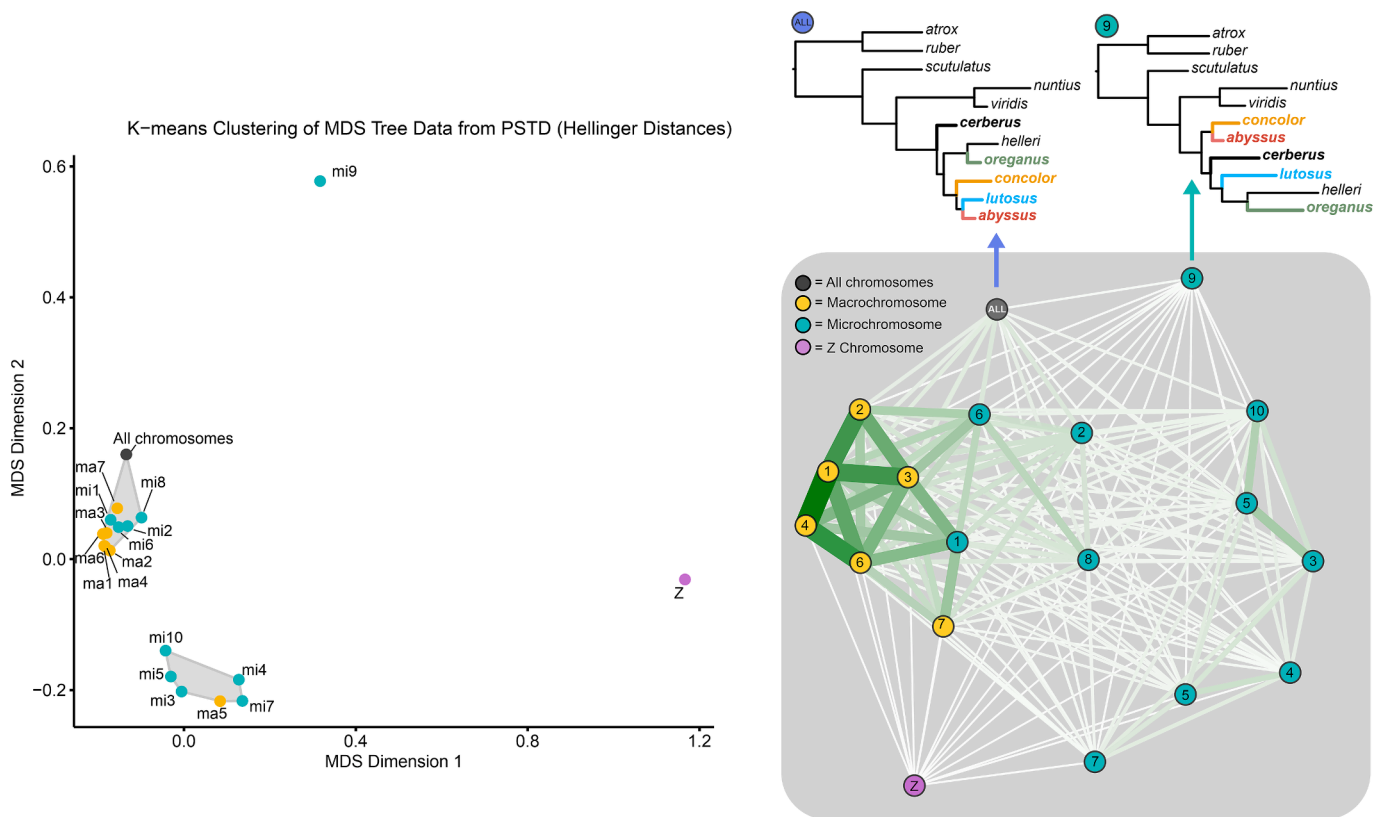 K−means Clustering of MDS Tree Data from PSTD (Hellinger Distances)
MDS Dimension 2
0.6
0.4
0.2
0.0
−0.2
mi9
All chromosomes
ma7
mi1
ma3
mi8
mi2
mi6
ma6
ma2
ma1
ma4
Z
mi10
mi5
mi4
mi3
ma5
mi7
0.0
0.4
0.8
1.2
MDS Dimension 1
ALL
atrox
ruber
scutulatus
nuntius
viridis
cerberus
helleri
oreganus
concolor
lutosus
abyssus
9
atrox
ruber
scutulatus
nuntius
viridis
concolor
abyssus
cerberus
lutosus
helleri
oreganus
= All chromosomes
= Macrochromosome
= Microchromosome
= Z Chromosome
9
ALL
2
6
10
2
1
3
5
4
1
6
8
3
7
4
5
7
Z